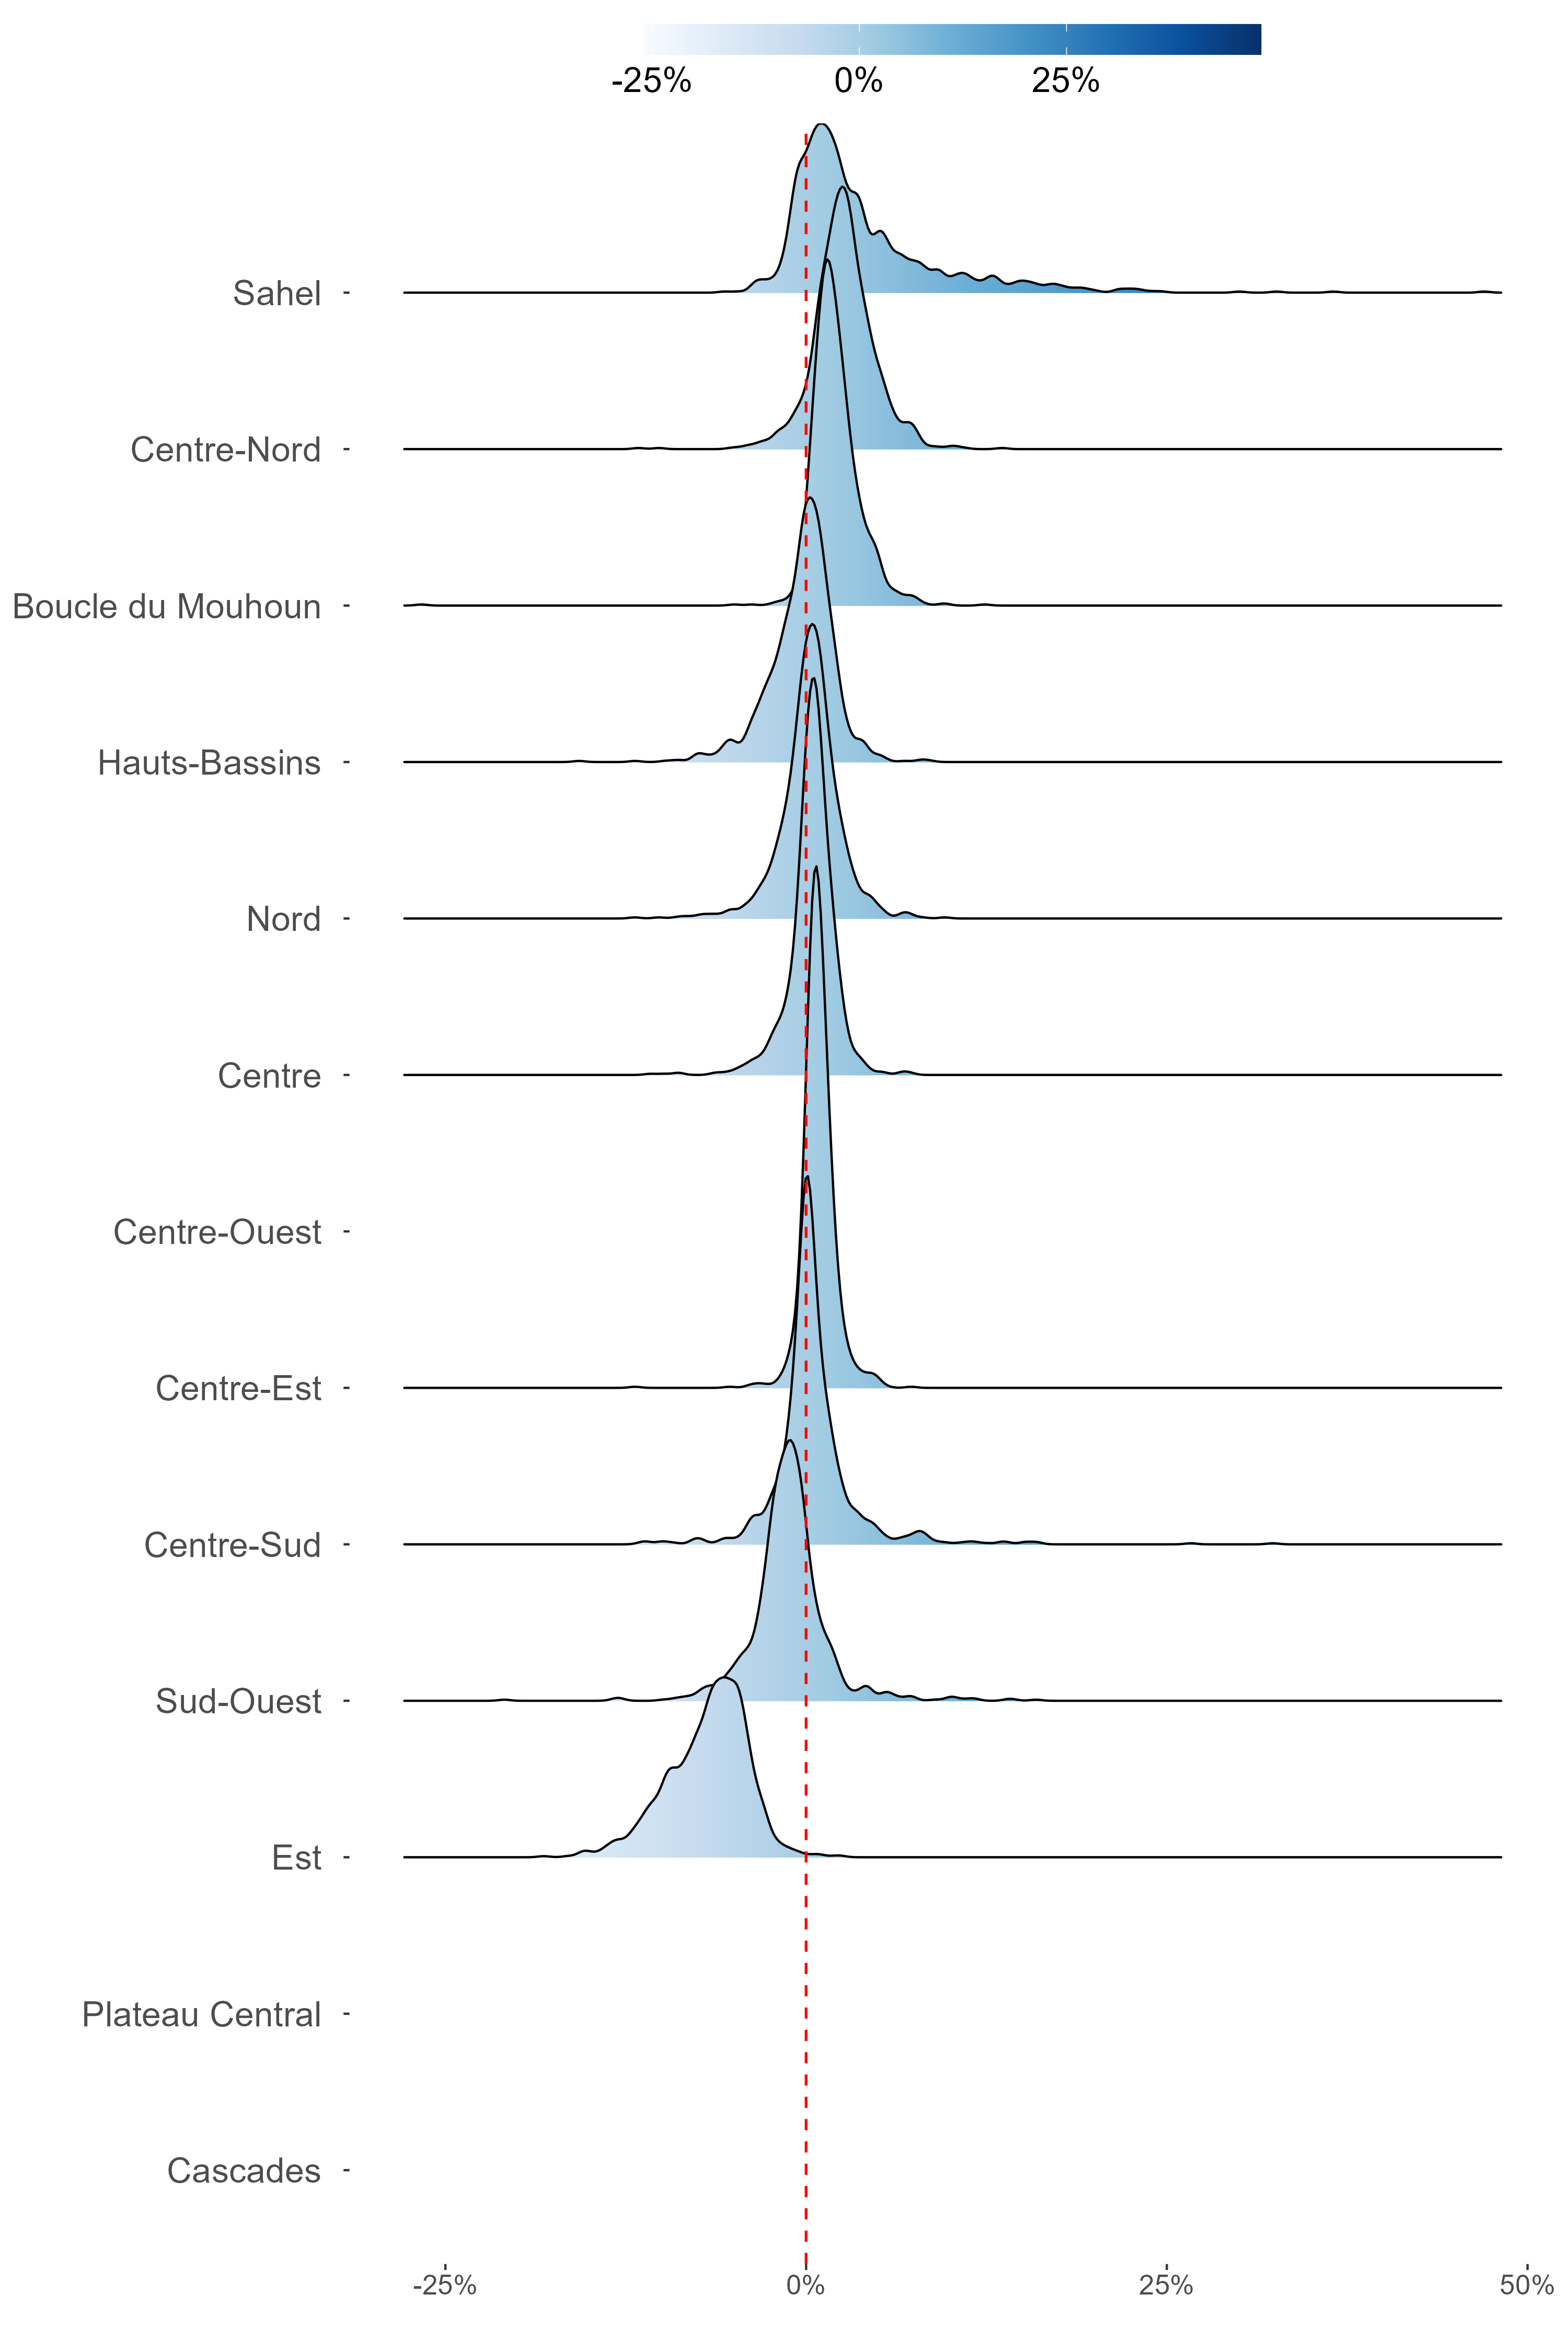 -25% 0% 25%
Sahel
Centre-Nord
Boucle du Mouhoun
Hauts-Bassins
Nord
Centre
Centre-Ouest
Centre-Est
Centre-Sud
Sud-Ouest
Est
Plateau Central
Cascades
-25% 0% 25% 50%